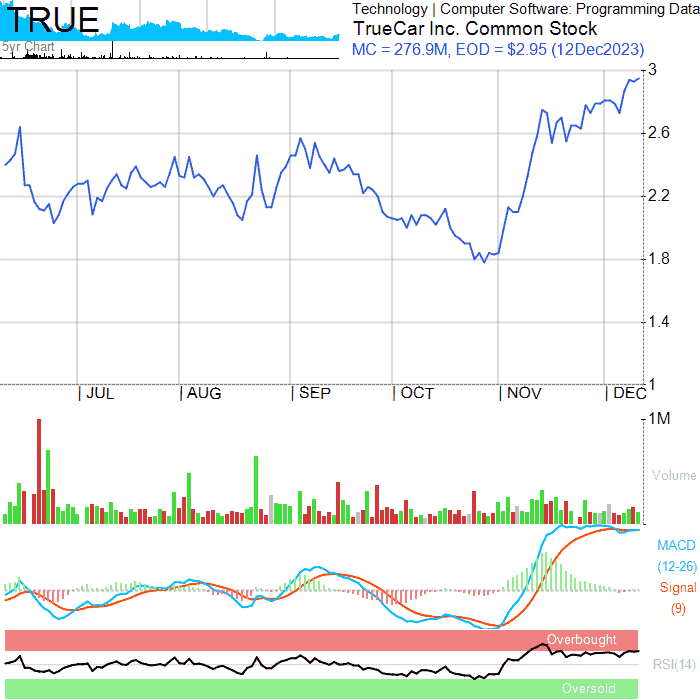 TRUE
5yr Chart
Technology | Computer Software: Programming Data
TrueCar Inc. Common Stock
MC = 276.9M, EOD = $2.95 (12Dec2023)
3
2.6
2.2
1.8
1.4
1
| JUL | AUG | SEP | OCT | NOV | DEC
1M
Volume
MACD
(12-26)
Signal
(9)
Overbought
RSI(14)
Oversold